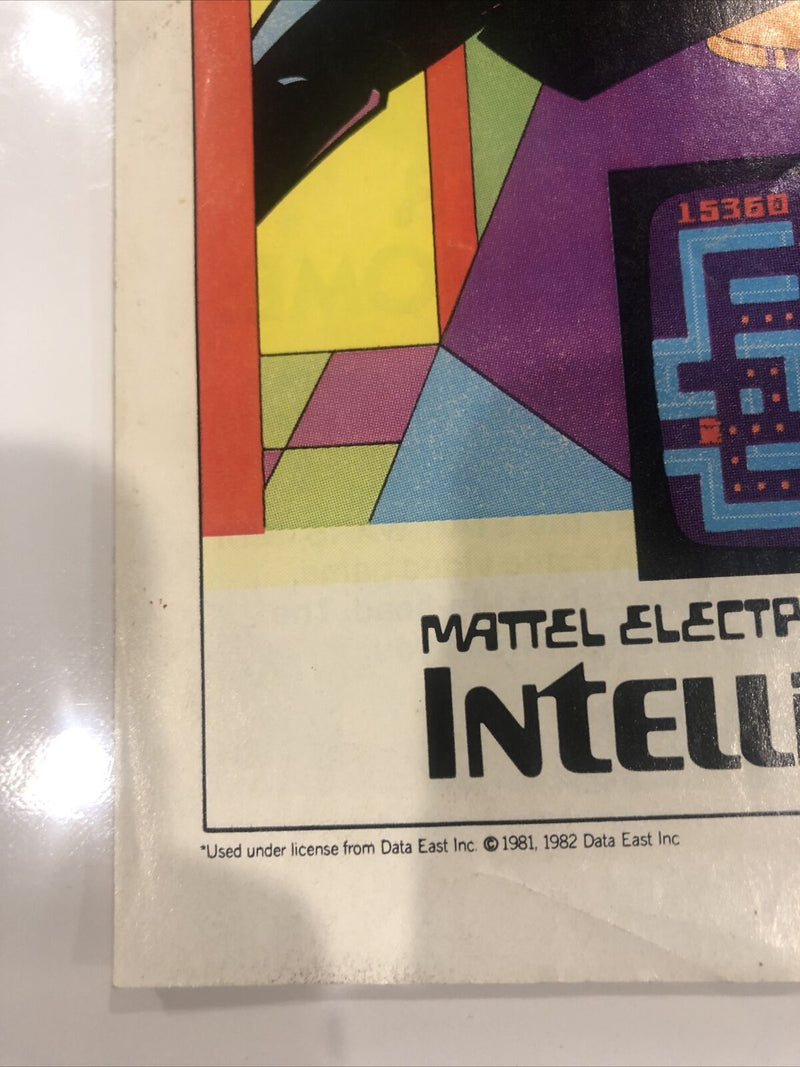 15360
MATTEL ELECTR
INTELLI
*Used under license from Data East Inc. © 1981, 1982 Data East Inc